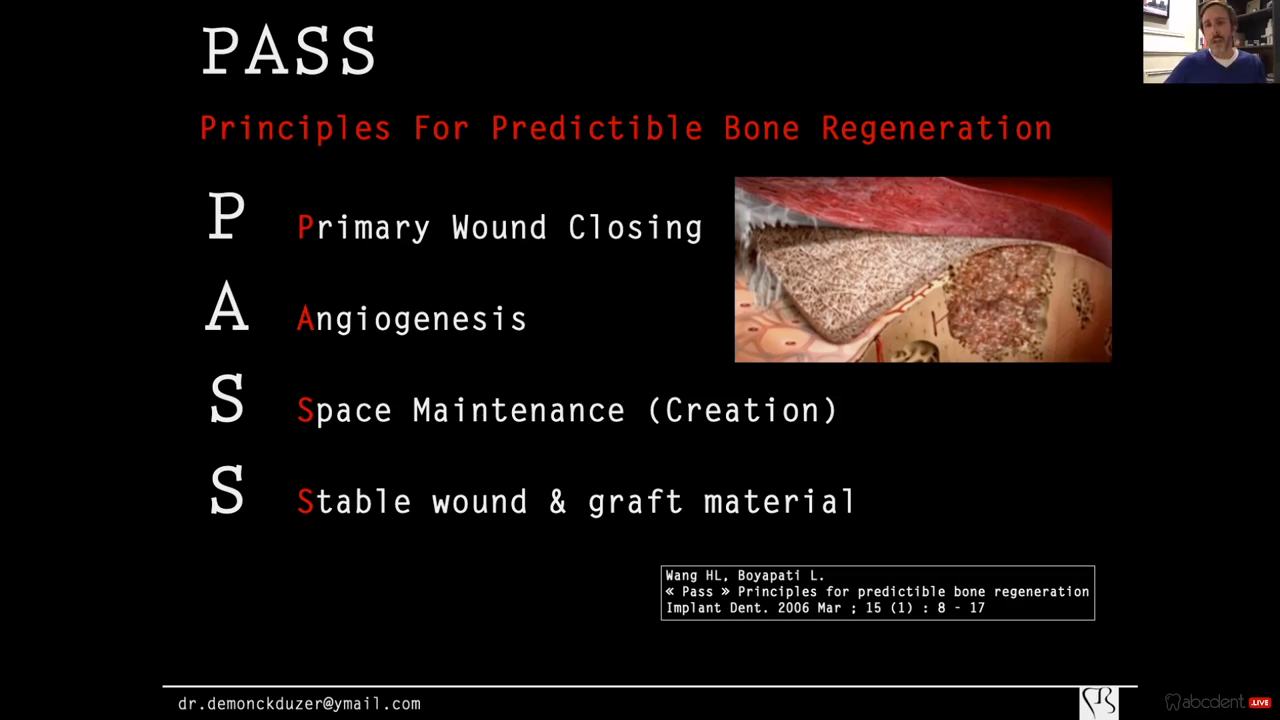 PASS
Principles For Predictible Bone Regeneration
P Primary Wound Closing
A Angiogenesis
S Space Maintenance (Creation)
S Stable wound & graft material
Wang HL, Boyapati L.
« Pass » Principles for predictible bone regeneration
Implant Dent. 2006 Mar ; 15 (1) : 8 - 17
dr.demonckduzer@ymail.com
abcdent LIVE